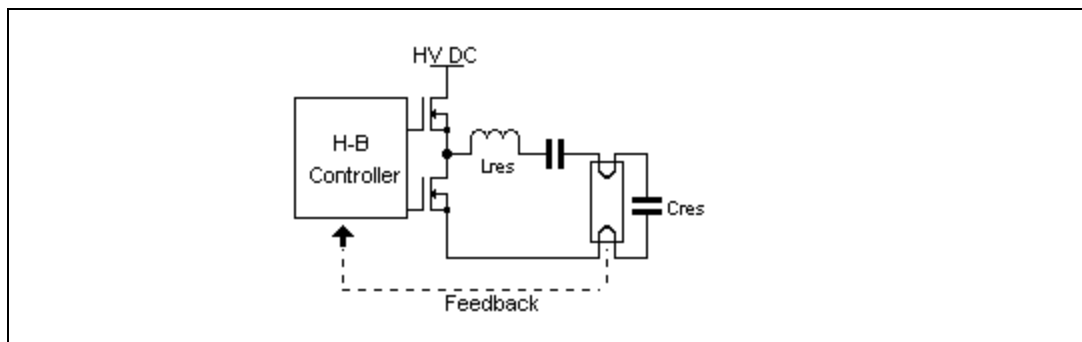 HV DC
H-B
Controller
Lres
Cres
Feedback